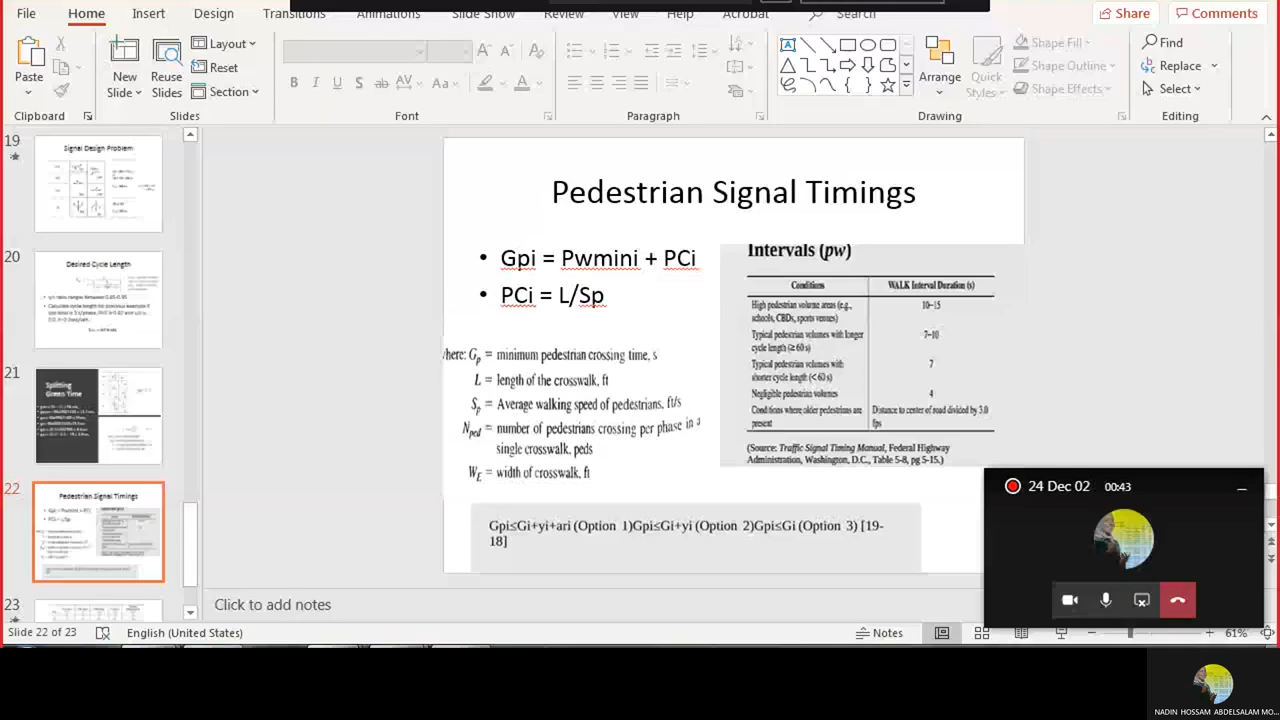 File Home Insert Design Transitions Animations Slide Show Review View Help Acrobat Search Share Comments
Paste New Slide Reuse Slides Layout Reset Section
Arrange Quick Styles Shape Fill Shape Outline Shape Effects
Find Replace Select
Clipboard Slides Font Paragraph Drawing Editing
19
Signal Design Problem
20
Desired Cycle Length
21
Splitting
Green Time
22
Pedestrian Signal Timings
23
Pedestrian Signal Timings
• Gpi = Pwmini + PCi
• PCi = L/Sp
here: Gp = minimum pedestrian crossing time, s
L = length of the crosswalk, ft
Sp = Average walking speed of pedestrians, ft/s
Nped = number of pedestrians crossing per phase in a
single crosswalk, peds
WE = width of crosswalk, ft
Intervals (pw)
Conditions WALK Interval Duration (s)
High pedestrian volume areas (e.g., 10–15
schools, CBDs, sports venues)
Typical pedestrian volumes with longer 7–10
cycle length (≥ 60 s)
Typical pedestrian volumes with 7
shorter cycle length (< 60 s)
Negligible pedestrian volumes 4
Conditions where older pedestrians are Distance to center of road divided by 3.0
present fps
(Source: Traffic Signal Timing Manual, Federal Highway
Administration, Washington, D.C., Table 5-8, pg 5-15.)
Gpi≤Gi+yi+ari (Option 1)Gpi≤Gi+yi (Option 2)Gpi≤Gi (Option 3) [19-
18]
24 Dec 02 00:43
Click to add notes
Slide 22 of 23 English (United States) Notes 61%
NADIN HOSSAM ABDELSALAM MO...